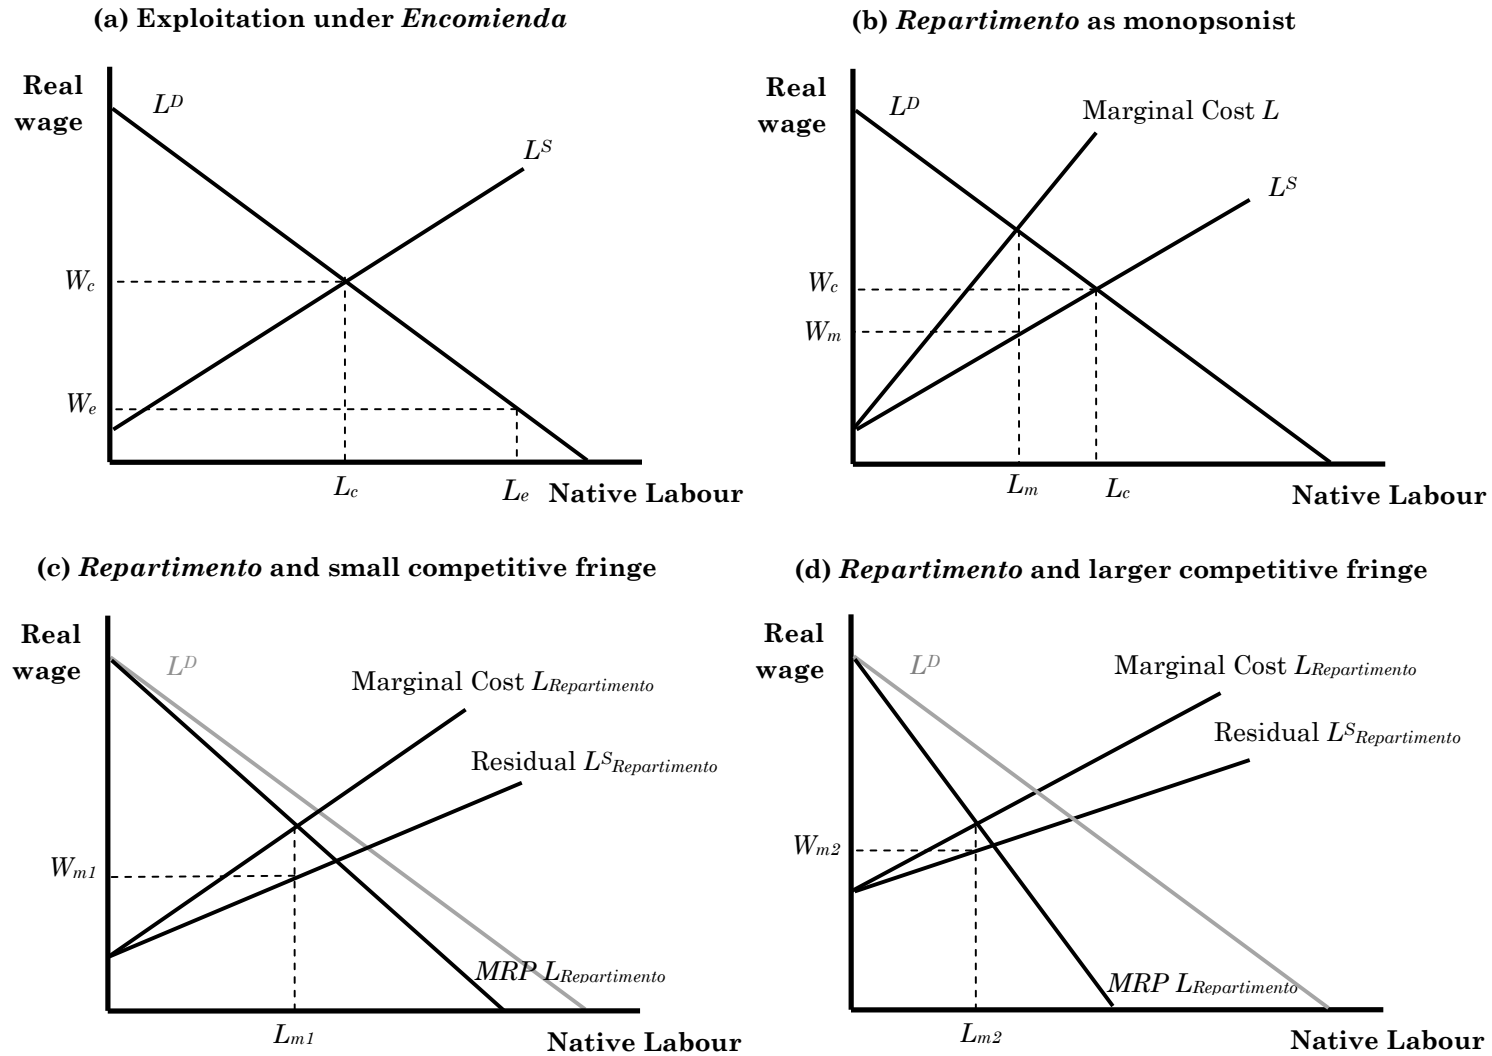 (a) Exploitation under Encomienda
Real
wage
L^D
L^S
W_c
W_e
L_c
L_e
Native Labour
(b) Repartimento as monopsonist
Real
wage
L^D
Marginal Cost L
L^S
W_c
W_m
L_m
L_c
Native Labour
(c) Repartimento and small competitive fringe
Real
wage
L^D
Marginal Cost L_Repartimento
Residual L^S_Repartimento
W_m1
MRP L_Repartimento
L_m1
Native Labour
(d) Repartimento and larger competitive fringe
Real
wage
L^D
Marginal Cost L_Repartimento
Residual L^S_Repartimento
W_m2
MRP L_Repartimento
L_m2
Native Labour